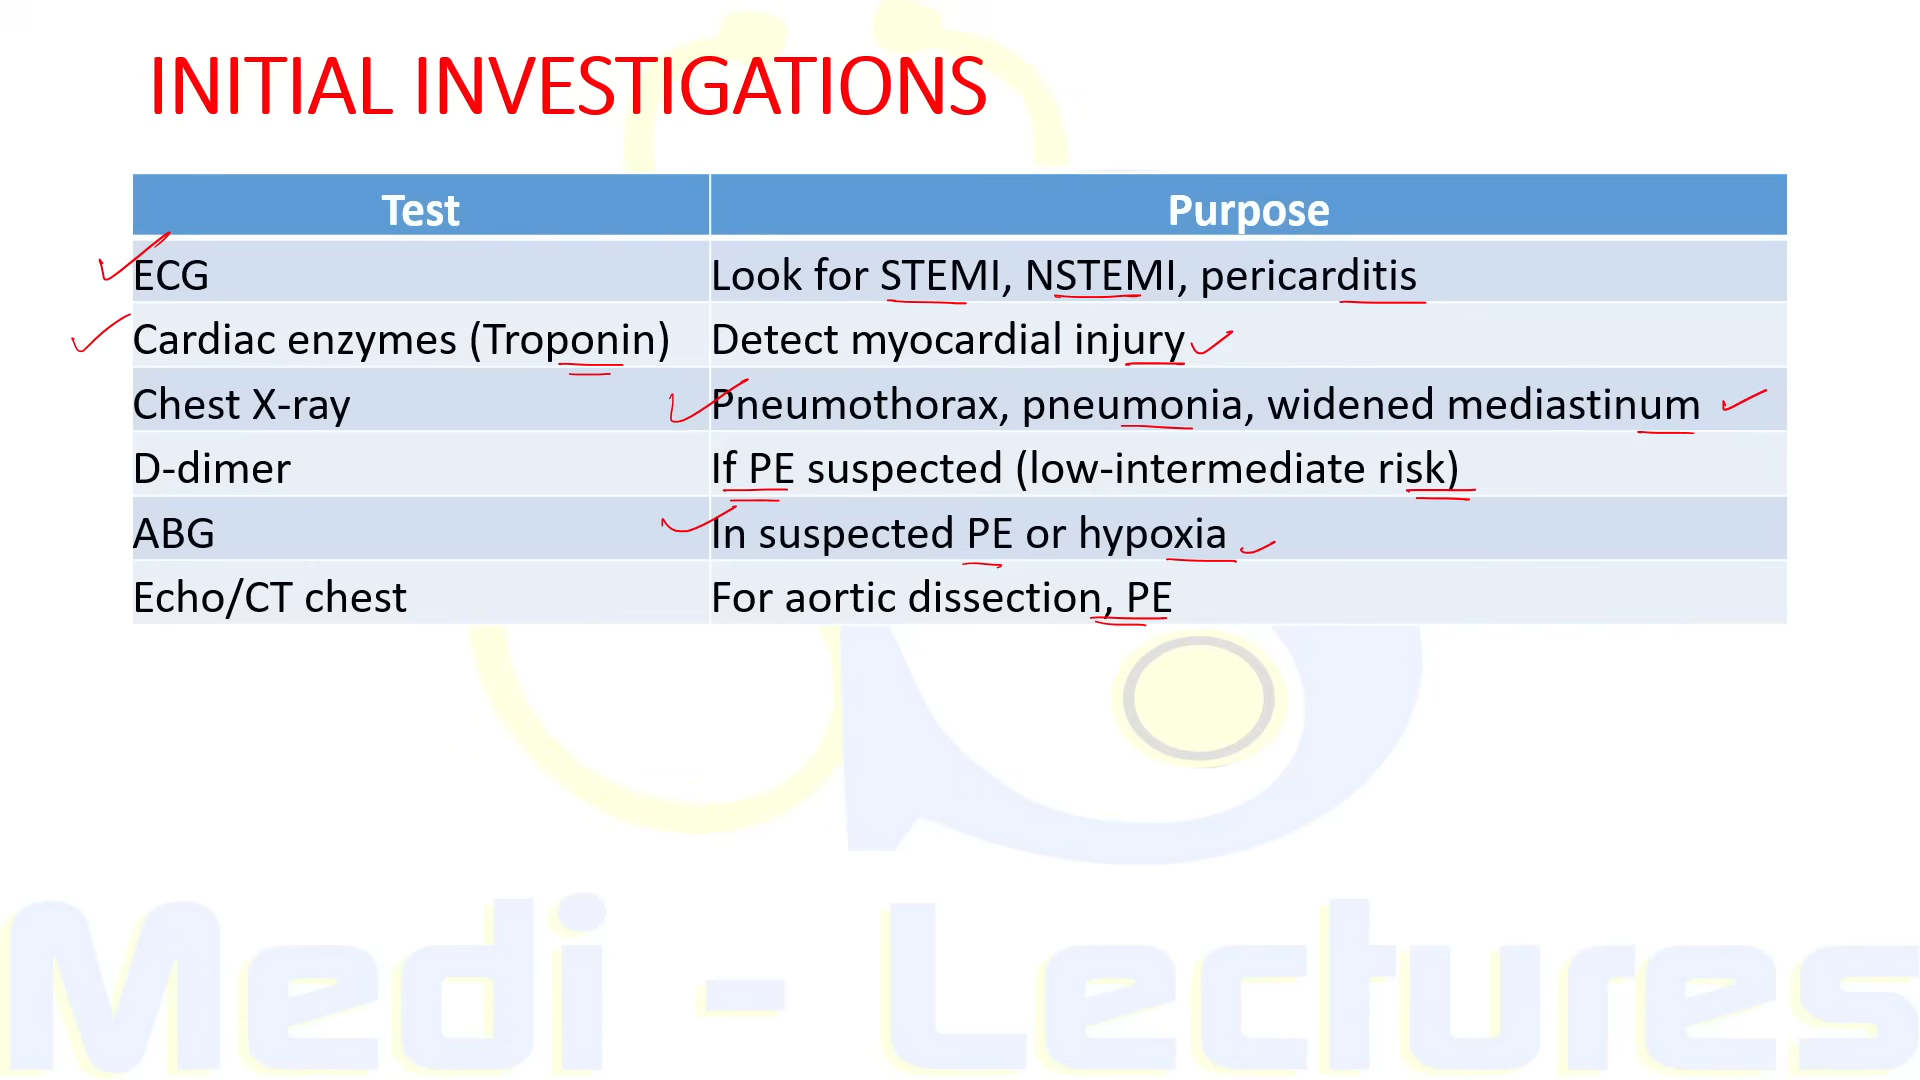 INITIAL INVESTIGATIONS
Test Purpose
ECG Look for STEMI, NSTEMI, pericarditis
Cardiac enzymes (Troponin) Detect myocardial injury
Chest X-ray Pneumothorax, pneumonia, widened mediastinum
D-dimer If PE suspected (low-intermediate risk)
ABG In suspected PE or hypoxia
Echo/CT chest For aortic dissection, PE
Medi - Lectures